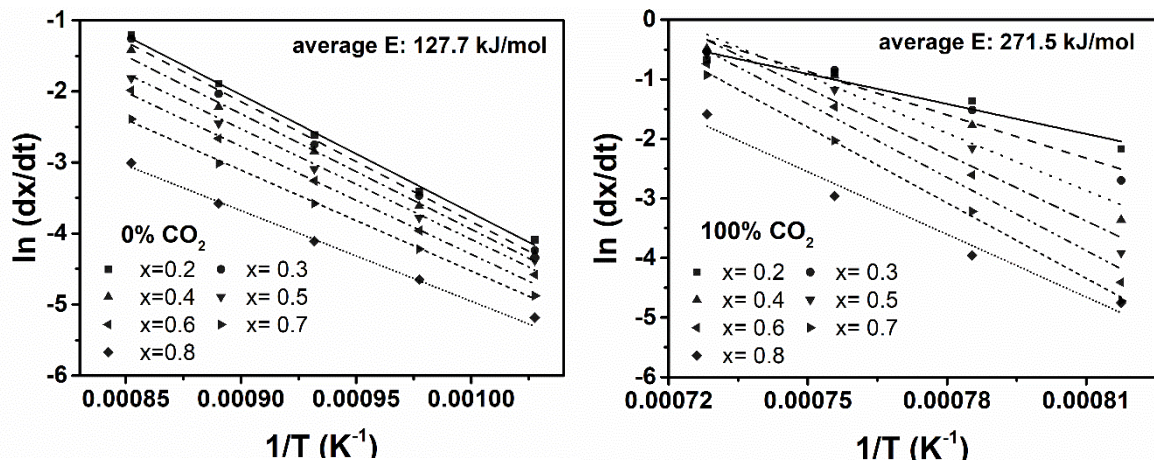 average E: 127.7 kJ/mol
ln (dx/dt)
-1
-2
-3
-4
-5
-6
0% CO2
x=0.2 x= 0.3
x=0.4 x=0.5
x=0.6 x= 0.7
x=0.8
0.00085 0.00090 0.00095 0.00100
1/T (K-1)
average E: 271.5 kJ/mol
ln (dx/dt)
0
-1
-2
-3
-4
-5
-6
100% CO2
x= 0.2 x= 0.3
x= 0.4 x= 0.5
x= 0.6 x= 0.7
x= 0.8
0.00072 0.00075 0.00078 0.00081
1/T (K-1)